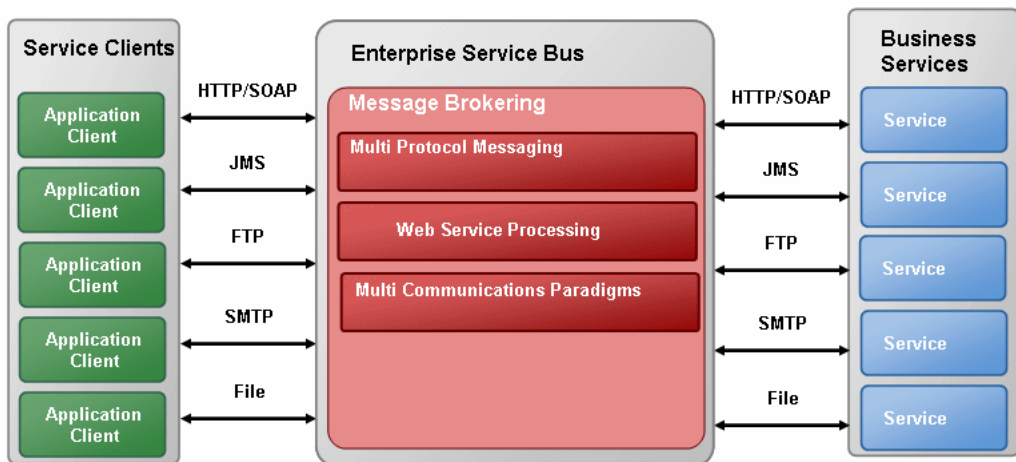 Service Clients
Application
Client
Application
Client
Application
Client
Application
Client
Application
Client
HTTP/SOAP
JMS
FTP
SMTP
File
Enterprise Service Bus
Message Brokering
Multi Protocol Messaging
Web Service Processing
Multi Communications Paradigms
HTTP/SOAP
JMS
FTP
SMTP
File
Business
Services
Service
Service
Service
Service
Service